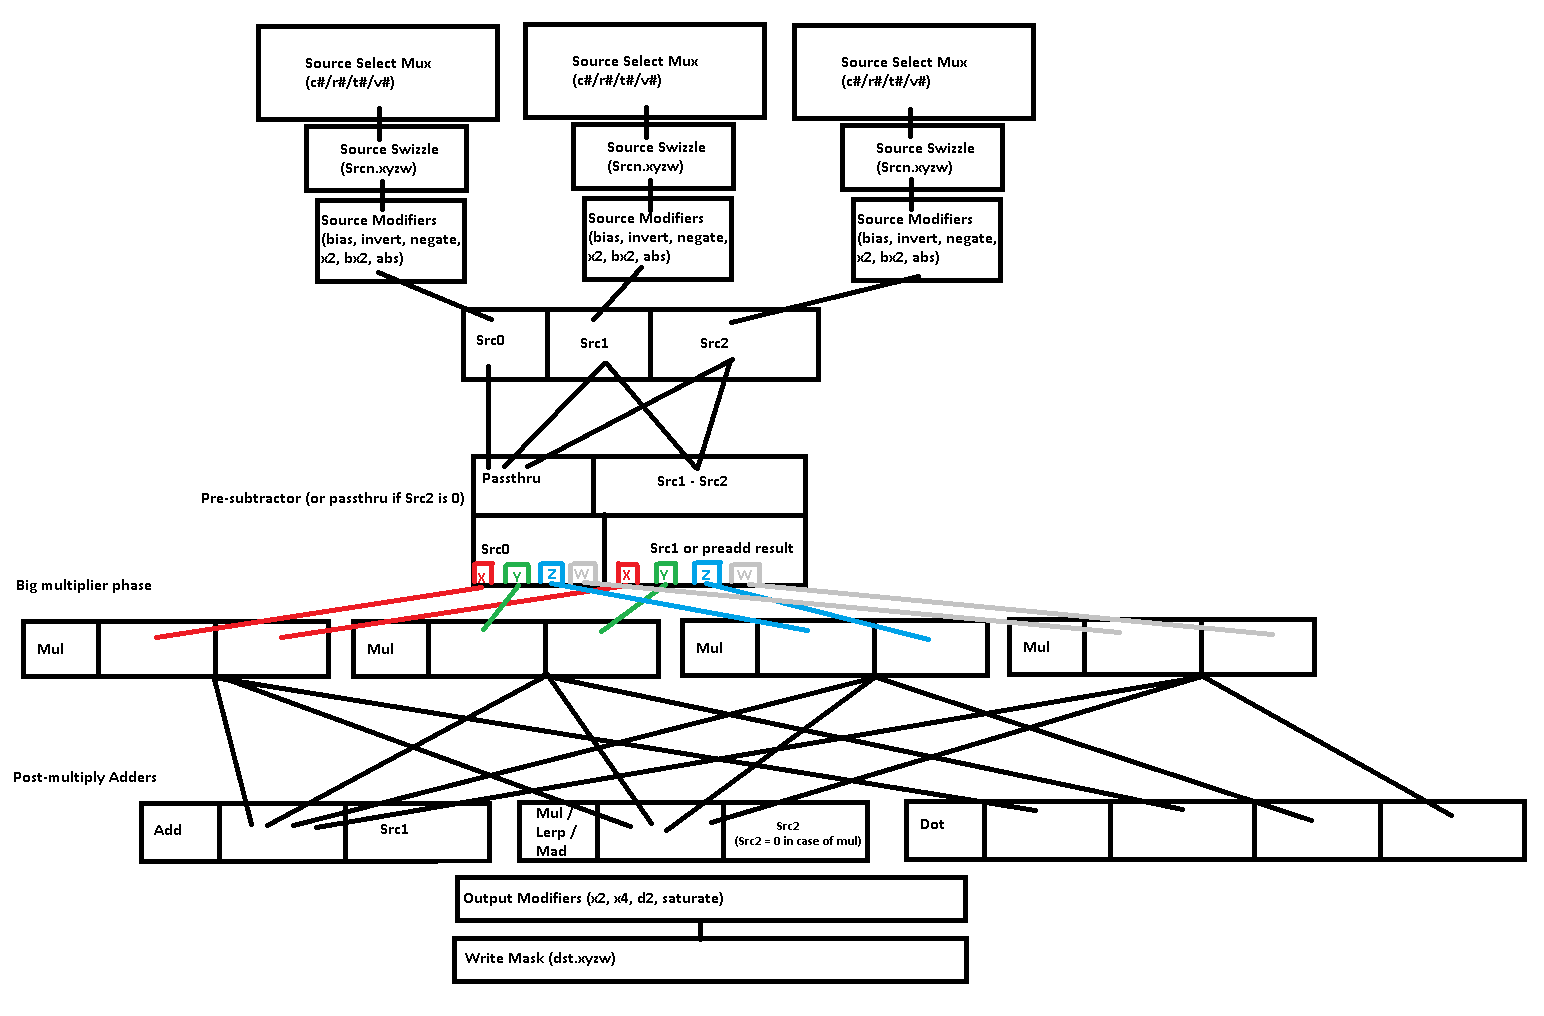 Source Select Mux
(c#/r#/t#/v#)
Source Select Mux
(c#/r#/t#/v#)
Source Select Mux
(c#/r#/t#/v#)
Source Swizzle
(Srcn.xyzw)
Source Swizzle
(Srcn.xyzw)
Source Swizzle
(Srcn.xyzw)
Source Modifiers
(bias, invert, negate,
x2, bx2, abs)
Source Modifiers
(bias, invert, negate,
x2, bx2, abs)
Source Modifiers
(bias, invert, negate,
x2, bx2, abs)
Src0
Src1
Src2
Pre-subtractor (or passthru if Src2 is 0)
Passthru
Src1 - Src2
Src0
Src1 or preadd result
X
Y
Z
W
X
Y
Z
W
Big multiplier phase
Mul
Mul
Mul
Mul
Post-multiply Adders
Add
Src1
Mul /
Lerp /
Mad
Src2
(Src2 = 0 in case of mul)
Dot
Output Modifiers (x2, x4, d2, saturate)
Write Mask (dst.xyzw)